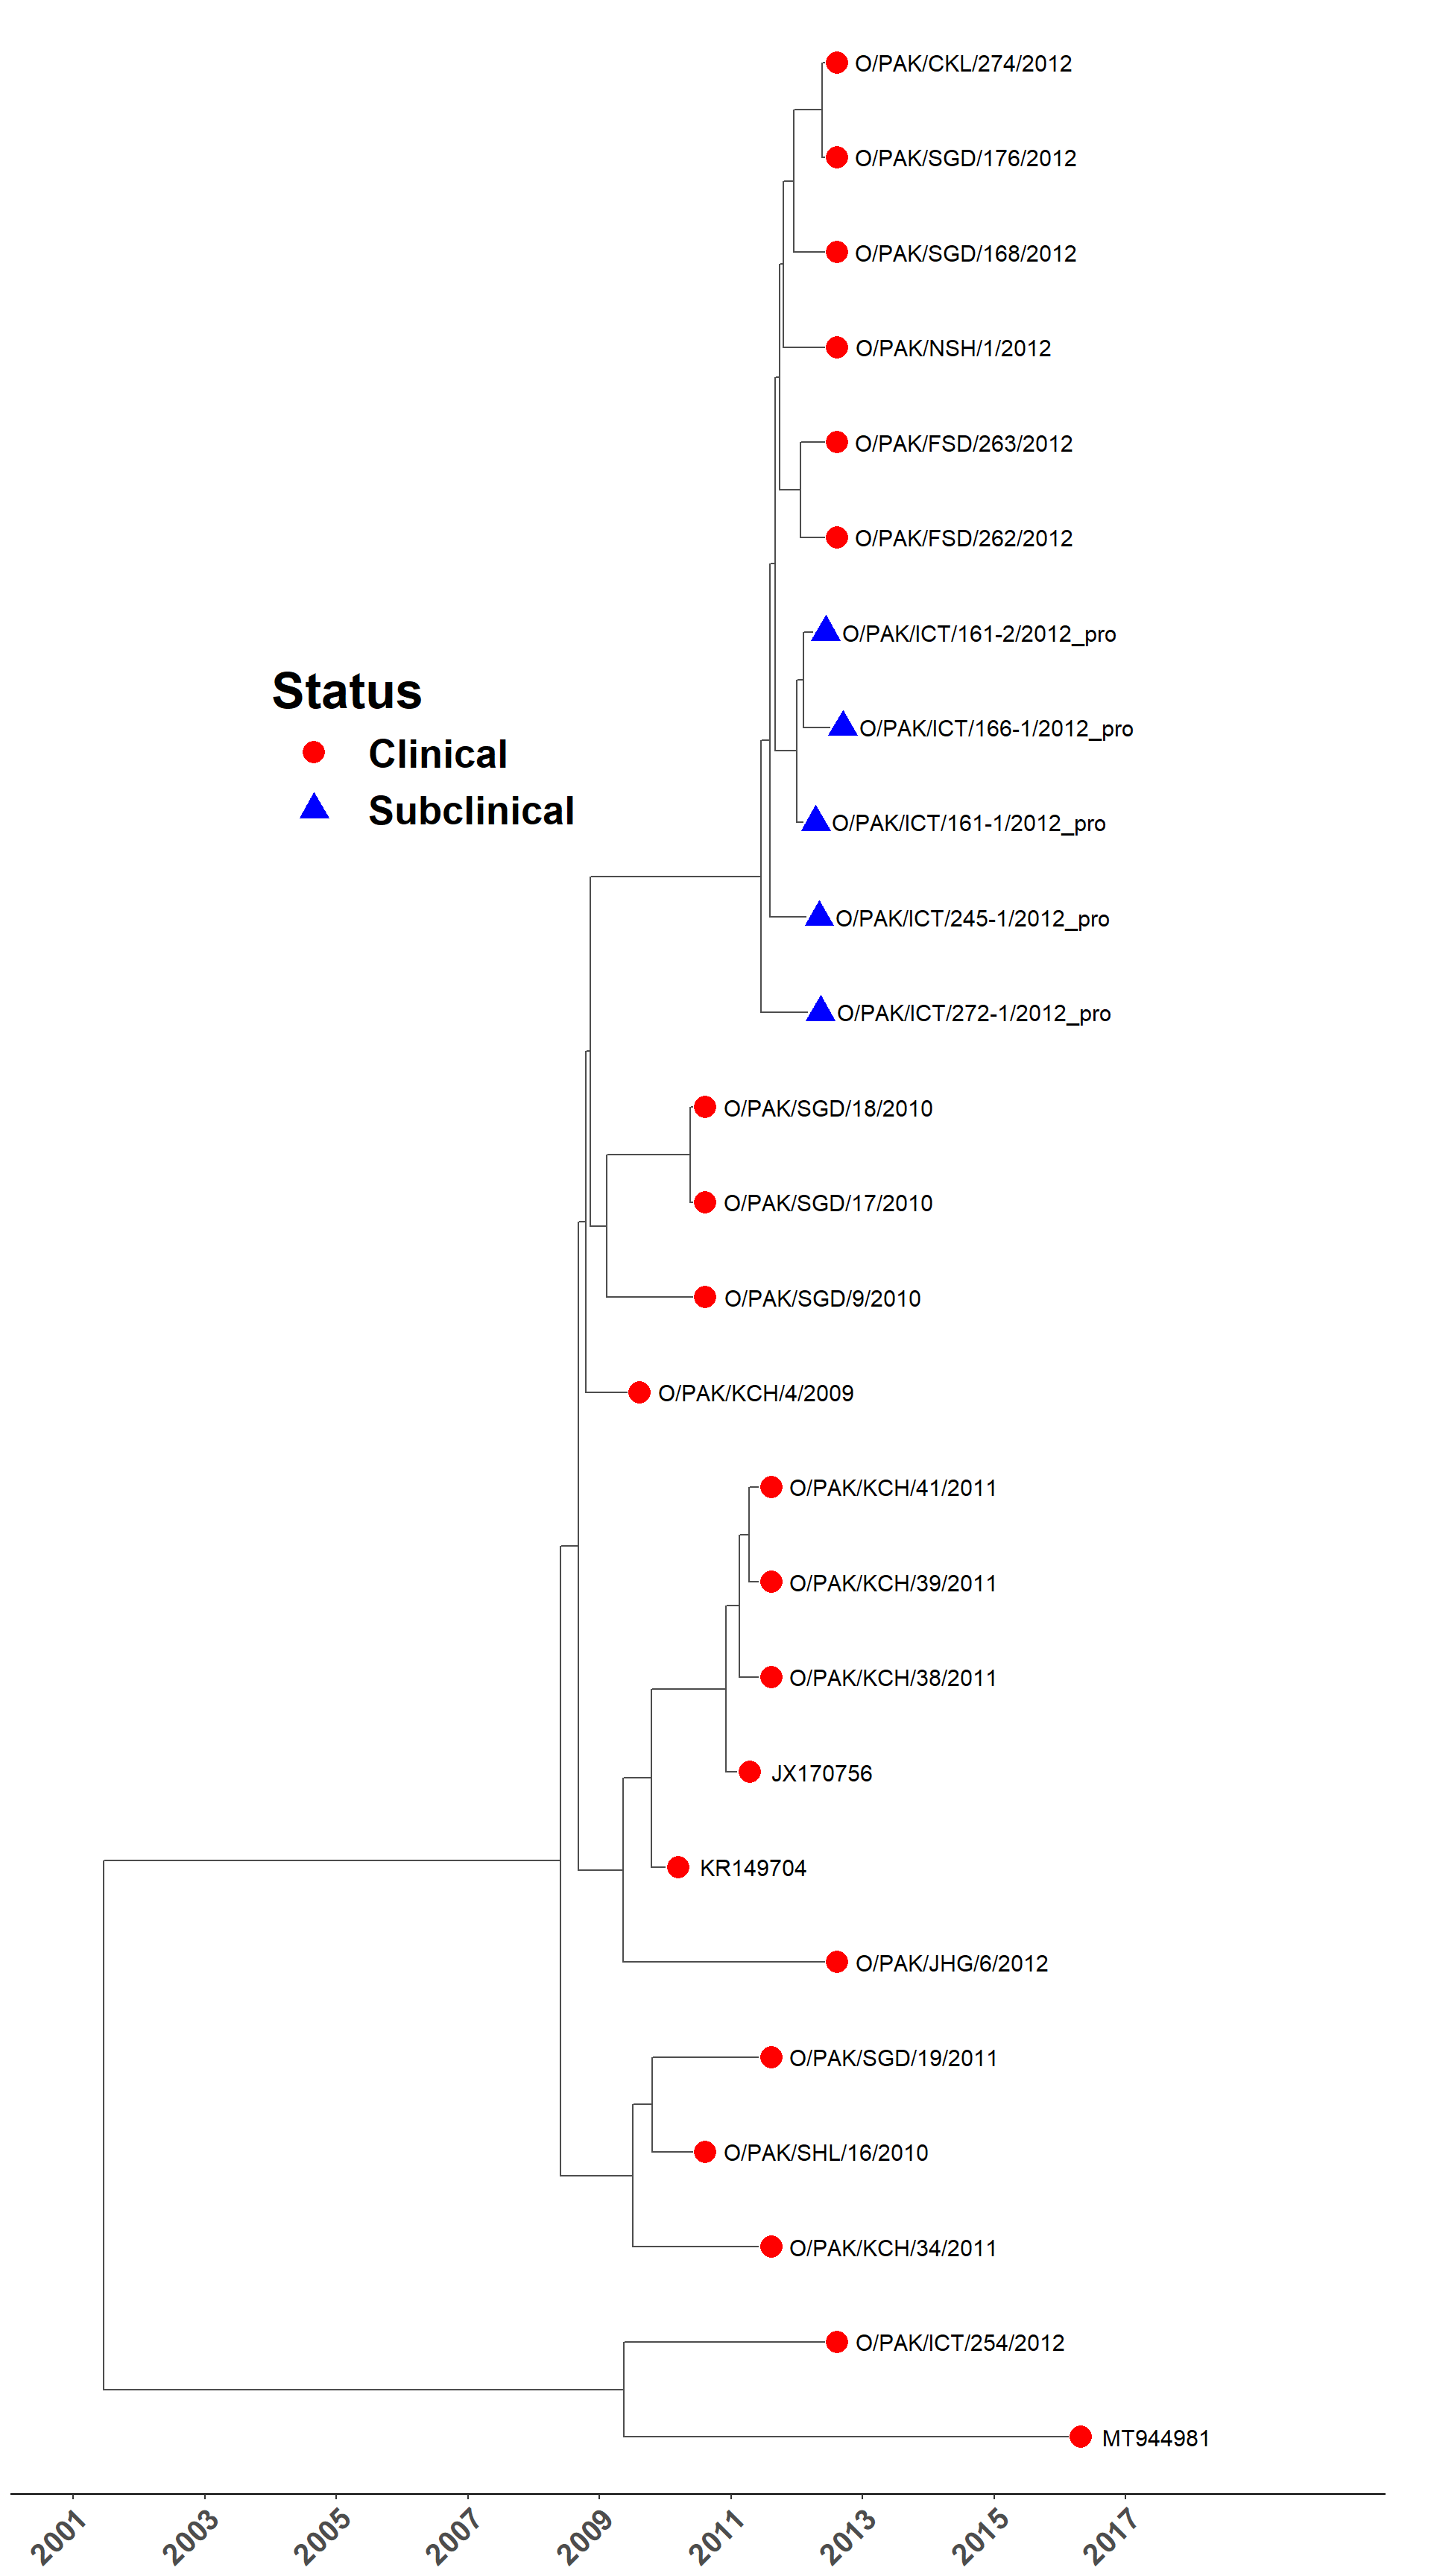 O/PAK/CKL/274/2012
O/PAK/SGD/176/2012
O/PAK/SGD/168/2012
O/PAK/NSH/1/2012
O/PAK/FSD/263/2012
O/PAK/FSD/262/2012
O/PAK/ICT/161-2/2012_pro
Status
O/PAK/ICT/166-1/2012_pro
Clinical
Subclinical
O/PAK/ICT/161-1/2012_pro
O/PAK/ICT/245-1/2012_pro
O/PAK/ICT/272-1/2012_pro
O/PAK/SGD/18/2010
O/PAK/SGD/17/2010
O/PAK/SGD/9/2010
O/PAK/KCH/4/2009
O/PAK/KCH/41/2011
O/PAK/KCH/39/2011
O/PAK/KCH/38/2011
JX170756
KR149704
O/PAK/JHG/6/2012
O/PAK/SGD/19/2011
O/PAK/SHL/16/2010
O/PAK/KCH/34/2011
O/PAK/ICT/254/2012
MT944981
2001 2003 2005 2007 2009 2011 2013 2015 2017